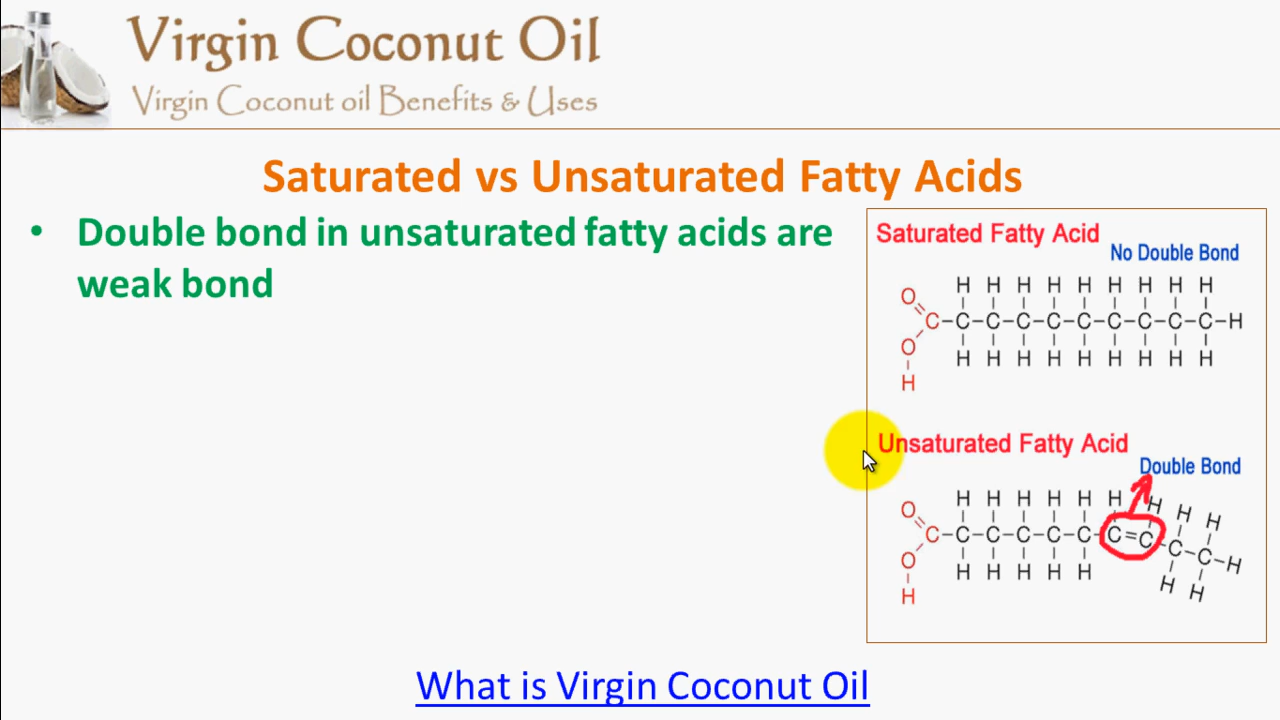 Virgin Coconut Oil
Virgin Coconut oil Benefits & Uses
Saturated vs Unsaturated Fatty Acids
• Double bond in unsaturated fatty acids are
weak bond
Saturated Fatty Acid
No Double Bond
H H H H H H H H H
O
C-C-C-C-C-C-C-C-C-C-H
O
H H H H H H H H H
H
Unsaturated Fatty Acid
Double Bond
H H H H H H H H H
O
C-C-C-C-C-C-C=C-C-C-H
O
H H H H H H H
H
What is Virgin Coconut Oil